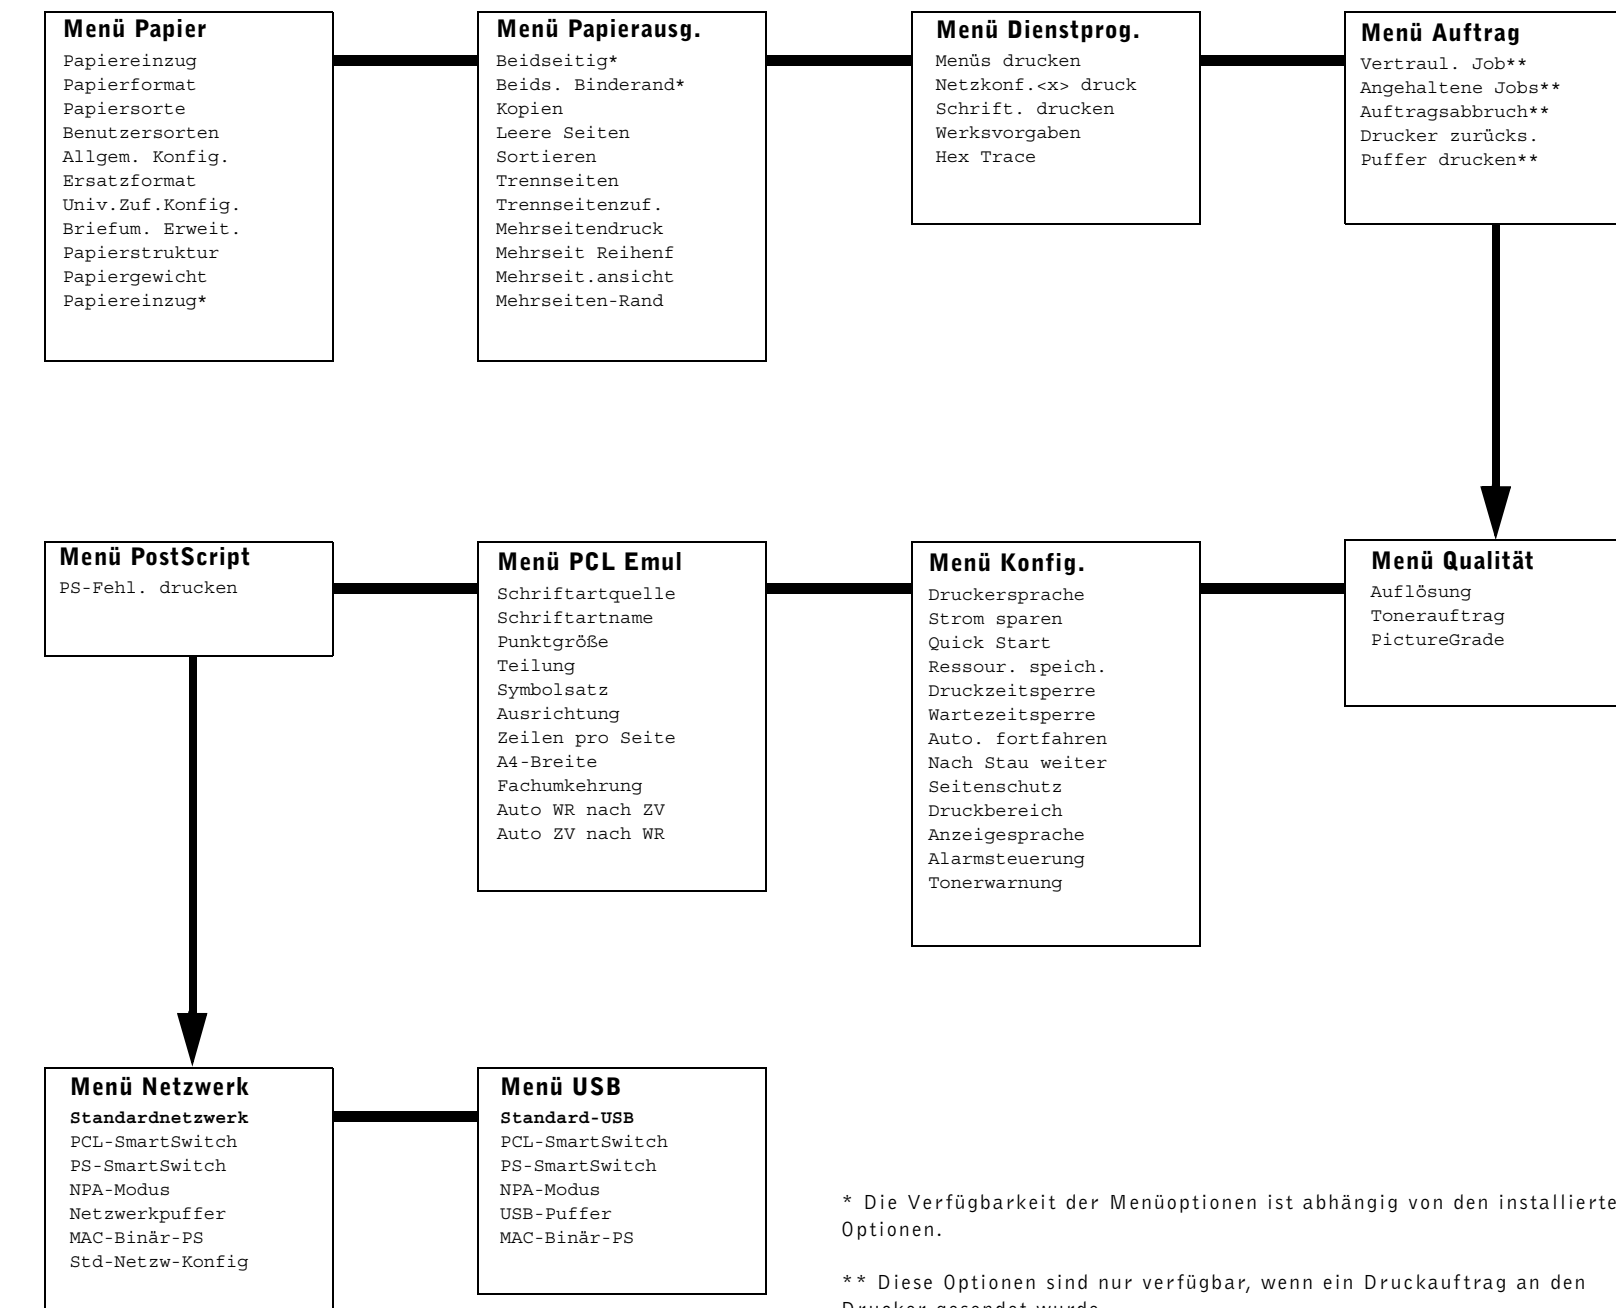 Menü Papier
Papiereinzug
Papierformat
Papiersorte
Benutzersorten
Allgem. Konfig.
Ersatzformat
Univ.Zuf.Konfig.
Briefum. Erweit.
Papierstruktur
Papiergewicht
Papiereinzug*
Menü Papierausg.
Beidseitig*
Beids. Binderand*
Kopien
Leere Seiten
Sortieren
Trennseiten
Trennseitenzuf.
Mehrseitendruck
Mehrseit Reihenf
Mehrseit.ansicht
Mehrseiten-Rand
Menü Dienstprog.
Menüs drucken
Netzkonf.<x> druck
Schrift. drucken
Werksvorgaben
Hex Trace
Menü Auftrag
Vertraul. Job**
Angehaltene Jobs**
Auftragsabbruch**
Drucker zurücks.
Puffer drucken**
Menü PostScript
PS-Fehl. drucken
Menü PCL Emul
Schriftartquelle
Schriftartname
Punktgröße
Teilung
Symbolsatz
Ausrichtung
Zeilen pro Seite
A4-Breite
Fachumkehrung
Auto WR nach ZV
Auto ZV nach WR
Menü Konfig.
Druckersprache
Strom sparen
Quick Start
Ressour. speich.
Druckzeitsperre
Wartezeitsperre
Auto. fortfahren
Nach Stau weiter
Seitenschutz
Druckbereich
Anzeigesprache
Alarmsteuerung
Tonerwarnung
Menü Qualität
Auflösung
Tonerauftrag
PictureGrade
Menü Netzwerk
Standardnetzwerk
PCL-SmartSwitch
PS-SmartSwitch
NPA-Modus
Netzwerkpuffer
MAC-Binär-PS
Std-Netzw-Konfig
Menü USB
Standard-USB
PCL-SmartSwitch
PS-SmartSwitch
NPA-Modus
USB-Puffer
MAC-Binär-PS
* Die Verfügbarkeit der Menüoptionen ist abhängig von den installierte
Optionen.
** Diese Optionen sind nur verfügbar, wenn ein Druckauftrag an den
Drucker gesendet wurde